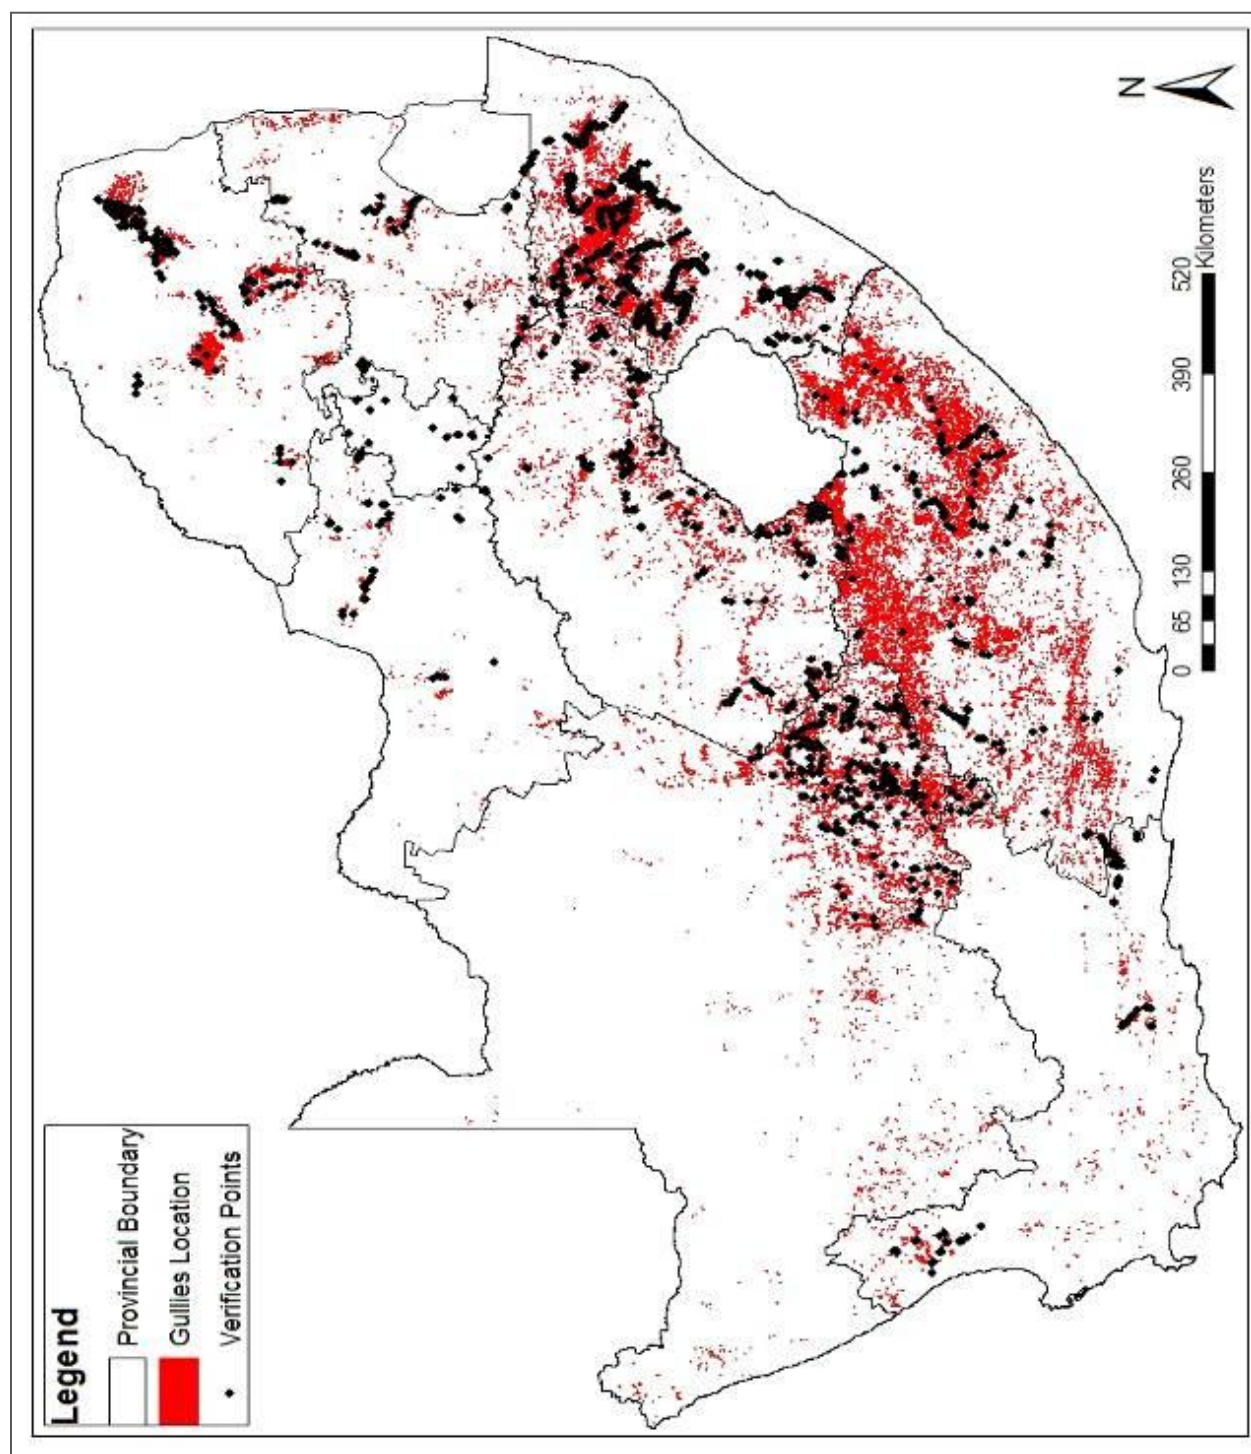 Legend
Provincial Boundary
Gullies Location
Verification Points
0 65 130 260 390 520
Kilometers
N